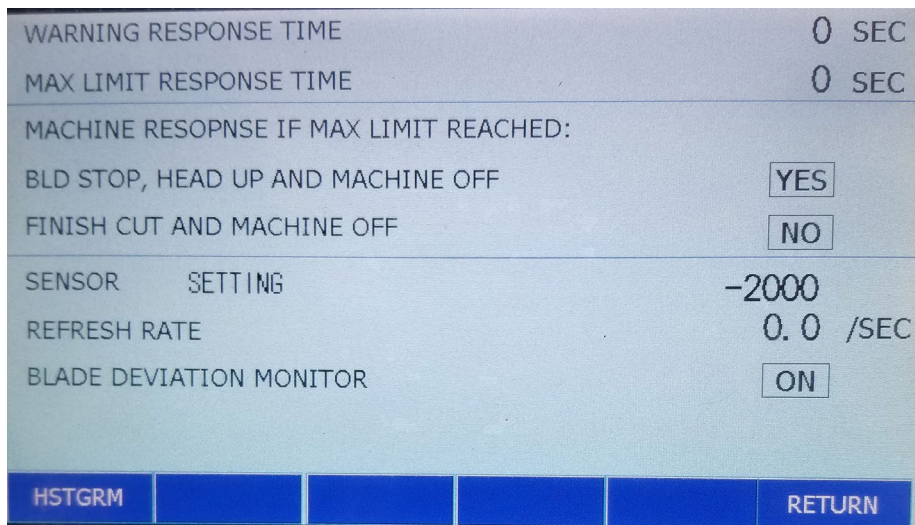 WARNING RESPONSE TIME 0 SEC
MAX LIMIT RESPONSE TIME 0 SEC
MACHINE RESOPNSE IF MAX LIMIT REACHED:
BLD STOP, HEAD UP AND MACHINE OFF YES
FINISH CUT AND MACHINE OFF NO
SENSOR SETTING -2000
REFRESH RATE 0.0 /SEC
BLADE DEVIATION MONITOR ON
HSTGRM RETURN